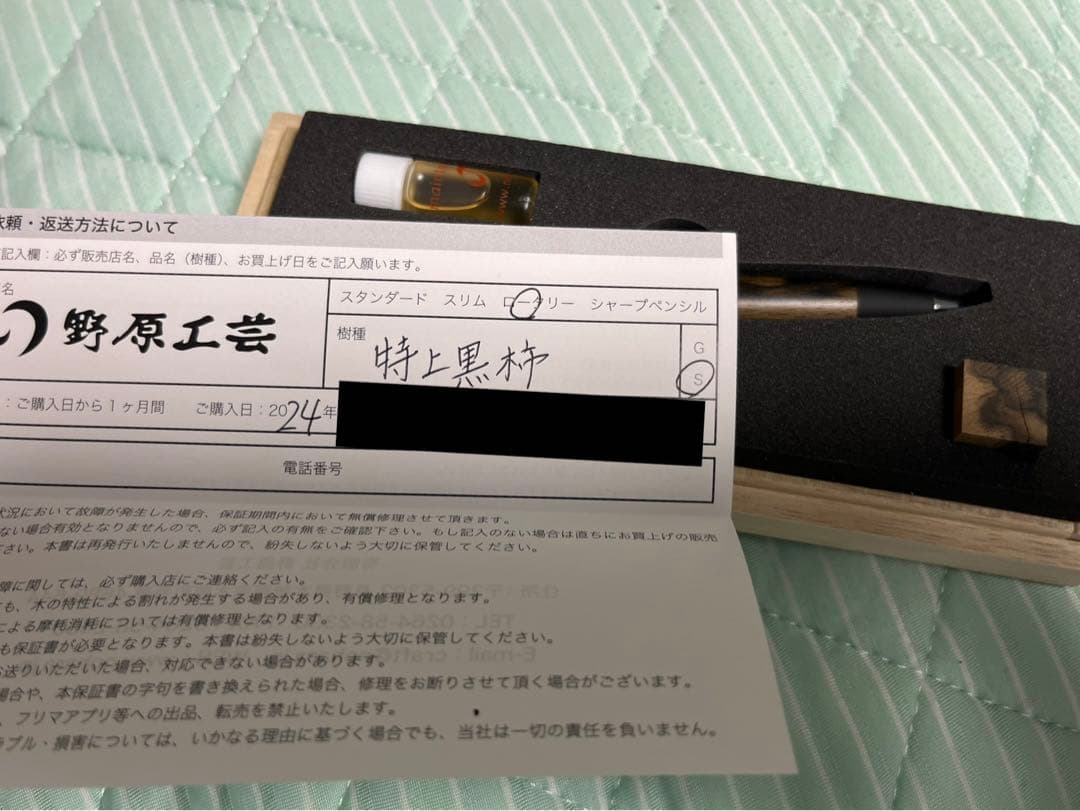 依頼・返送方法について
記入欄：必ず販売店名、品名（樹種）、お買上げ日をご記入願います。
名
野原工芸
スタンダード　スリム　ロータリー　シャープペンシル
樹種
特上黒柿
G
S
：ご購入日から１ヶ月間　ご購入日：2024年
電話番号
状況において故障が発生した場合、保証期間内において無償修理させて頂きます。
ない場合有効となりませんので、必ず記入の有無をご確認下さい。もし記入のない場合は直ちにお買上げの販売
さい。本書は再発行いたしませんので、紛失しないよう大切に保管してください。
障に関しては、必ず購入店にご連絡ください。
も、木の特性による割れが発生する場合があり、有償修理となります。
による摩耗消耗については有償修理となります。
も保証書が必要となります。本書は紛失しないよう大切に保管してください。
お送りいただいた場合、対応できない場合があります。
場合や、本保証書の字句を書き換えられた場合、修理をお断りさせて頂く場合がございます。
、フリマアプリ等への出品、転売を禁止いたします。
ラブル・損害については、いかなる理由に基づく場合でも、当社は一切の責任を負いません。
www.